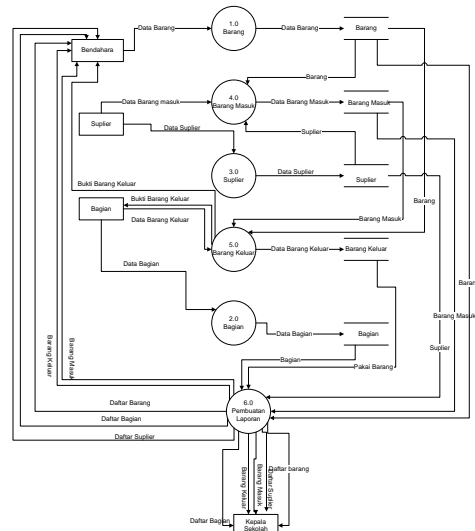 1.0
Barang
Data Barang
Data Barang
Barang
Bendahara
Barang
4.0
Barang Masuk
Data Barang masuk
Data Barang Masuk
Barang Masuk
Suplier
Data Suplier
Suplier
3.0
Suplier
Data Suplier
Suplier
Bukti Barang Keluar
Bukti Barang Keluar
Bagian
Data Barang Keluar
Barang Masuk
Barang
5.0
Barang Keluar
Data Barang Keluar
Barang Keluar
Data Bagian
Barang
Barang Masuk
Suplier
2.0
Bagian
Data Bagian
Bagian
Barang Keluar
Barang Masuk
Bagian
Pakai Barang
6.0
Pembuatan
Laporan
Daftar Barang
Daftar Bagian
Daftar Suplier
Daftar Bagian
Barang Keluar
Barang Masuk
Daftar Suplier
Daftar barang
Kepala
Sekolah